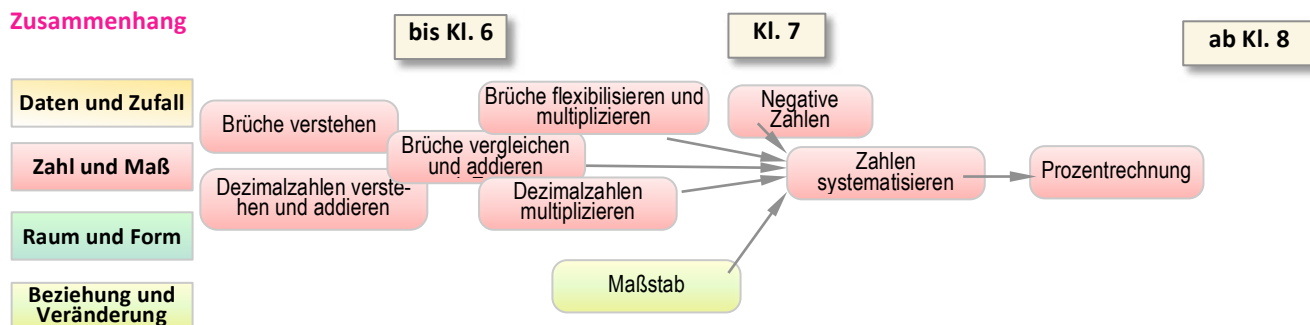 Zusammenhang
bis Kl. 6
Kl. 7
ab Kl. 8
Daten und Zufall
Zahl und Maß
Raum und Form
Beziehung und
Veränderung
Brüche verstehen
Dezimalzahlen verste-
hen und addieren
Brüche vergleichen
und addieren
Brüche flexibilisieren und
multiplizieren
Dezimalzahlen
multiplizieren
Maßstab
Negative
Zahlen
Zahlen
systematisieren
Prozentrechnung